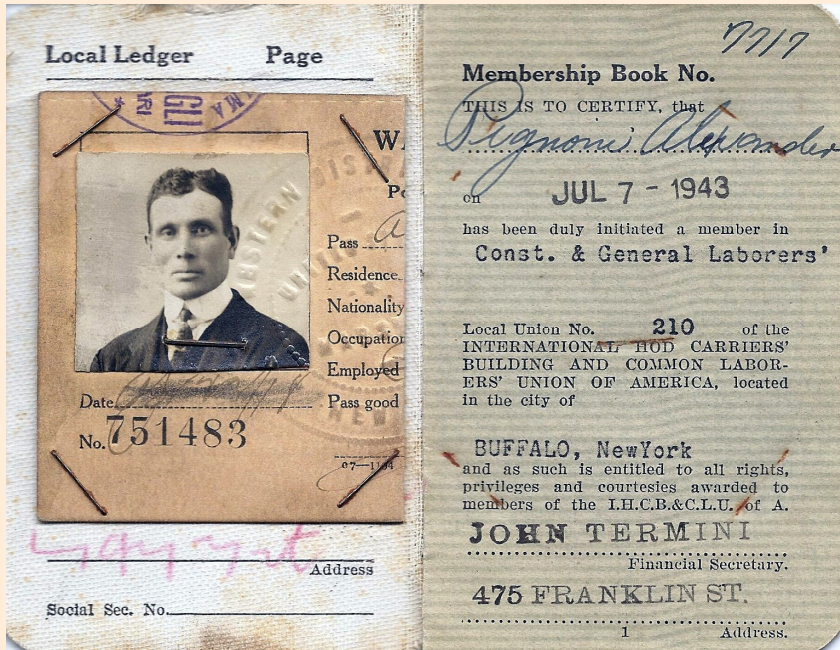 Local Ledger Page
GLI
MA
ARI
W
Pass
Residence
Nationality
Occupation
Employed
Date
Pass good
No. 751483
Address
Social Sec. No.
7717
Membership Book No.
THIS IS TO CERTIFY, that
Pugnoni Alexander
on JUL 7 - 1943
has been duly initiated a member in
Const. & General Laborers'
Local Union No. 210 of the
INTERNATIONAL HOD CARRIERS'
BUILDING AND COMMON LABOR-
ERS' UNION OF AMERICA, located
in the city of
BUFFALO, NewYork
and as such is entitled to all rights,
privileges and courtesies awarded to
members of the I.H.C.B.&C.L.U. of A.
JOHN TERMINI
Financial Secretary.
475 FRANKLIN ST.
1 Address.